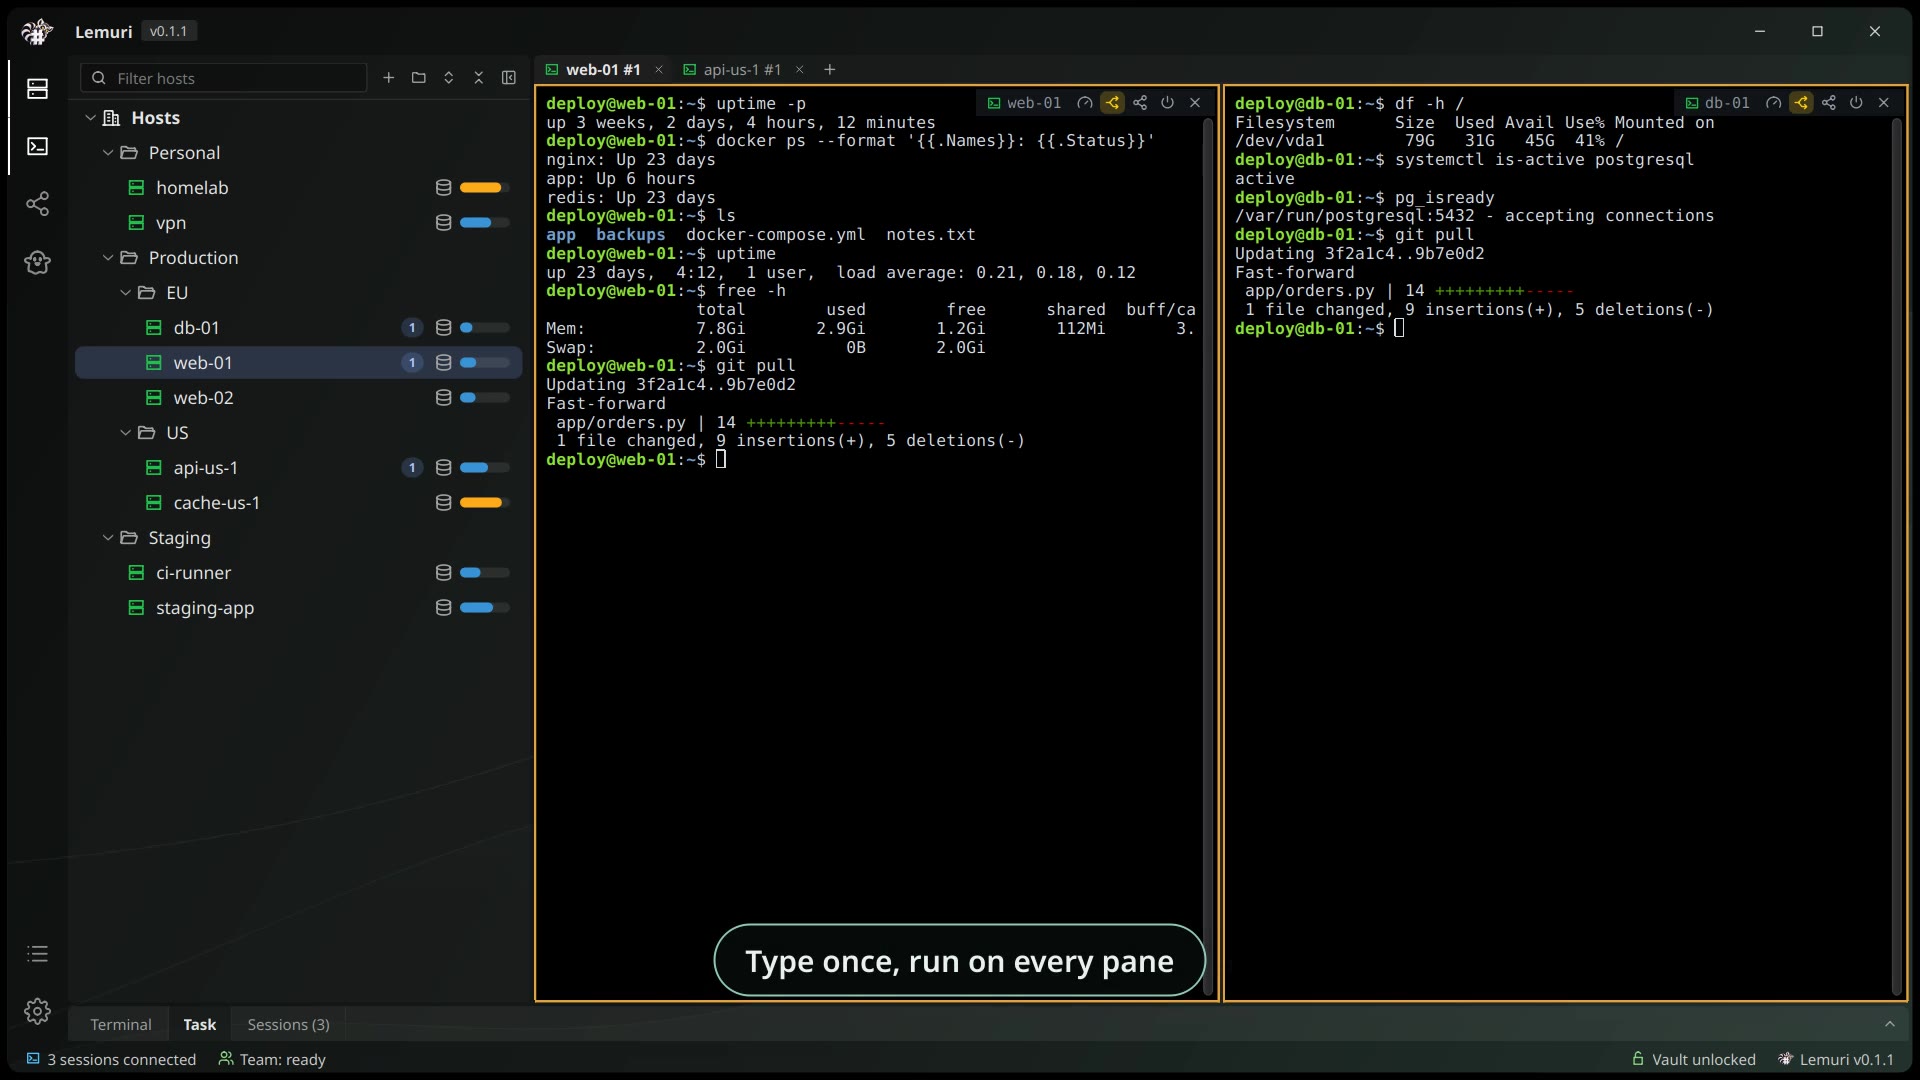 Lemuri v0.1.1
Filter hosts
Hosts
Personal
homelab
vpn
Production
EU
db-01 1
web-01 1
web-02
US
api-us-1 1
cache-us-1
Staging
ci-runner
staging-app
web-01 #1
api-us-1 #1
web-01
deploy@web-01:~$ uptime -p
up 3 weeks, 2 days, 4 hours, 12 minutes
deploy@web-01:~$ docker ps --format '{{.Names}}: {{.Status}}'
nginx: Up 23 days
app: Up 6 hours
redis: Up 23 days
deploy@web-01:~$ ls
app backups docker-compose.yml notes.txt
deploy@web-01:~$ uptime
up 23 days, 4:12, 1 user, load average: 0.21, 0.18, 0.12
deploy@web-01:~$ free -h
total used free shared buff/ca
Mem: 7.8Gi 2.9Gi 1.2Gi 112Mi 3.
Swap: 2.0Gi 0B 2.0Gi
deploy@web-01:~$ git pull
Updating 3f2a1c4..9b7e0d2
Fast-forward
app/orders.py | 14 +++++++++-----
1 file changed, 9 insertions(+), 5 deletions(-)
deploy@web-01:~$
db-01
deploy@db-01:~$ df -h /
Filesystem Size Used Avail Use% Mounted on
/dev/vda1 79G 31G 45G 41% /
deploy@db-01:~$ systemctl is-active postgresql
active
deploy@db-01:~$ pg_isready
/var/run/postgresql:5432 - accepting connections
deploy@db-01:~$ git pull
Updating 3f2a1c4..9b7e0d2
Fast-forward
app/orders.py | 14 +++++++++-----
1 file changed, 9 insertions(+), 5 deletions(-)
deploy@db-01:~$
Type once, run on every pane
Terminal Task Sessions (3)
3 sessions connected Team: ready
Vault unlocked Lemuri v0.1.1